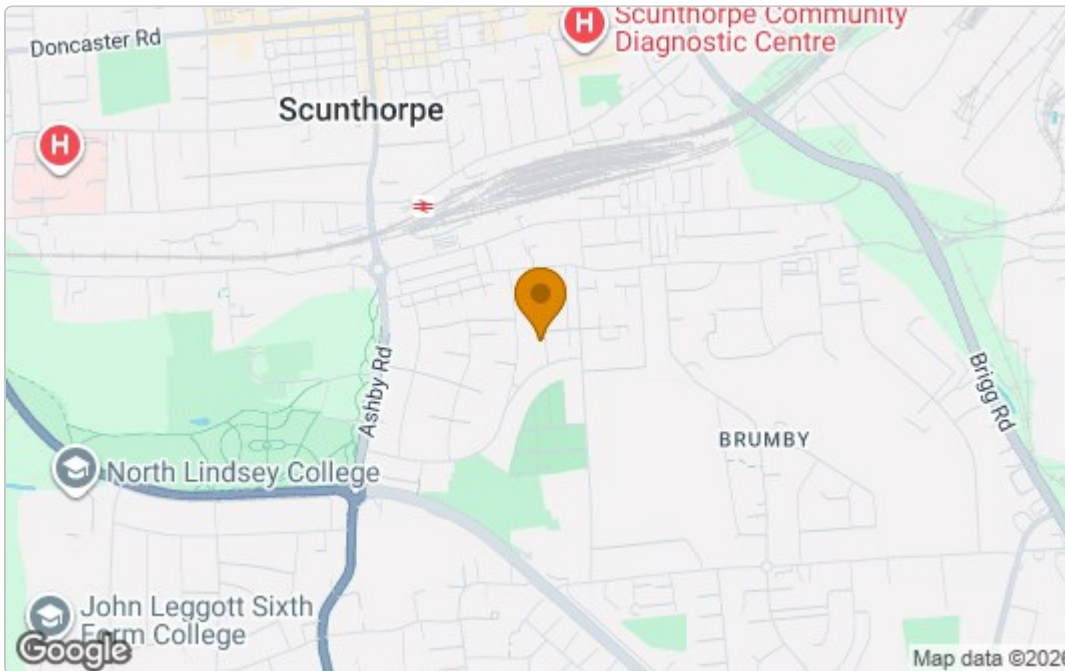 Scunthorpe Community
Diagnostic Centre
Doncaster Rd
Scunthorpe
H
H
Ashby Rd
Brigg Rd
BRUMBY
North Lindsey College
John Leggott Sixth
Form College
Google
Map data ©2026